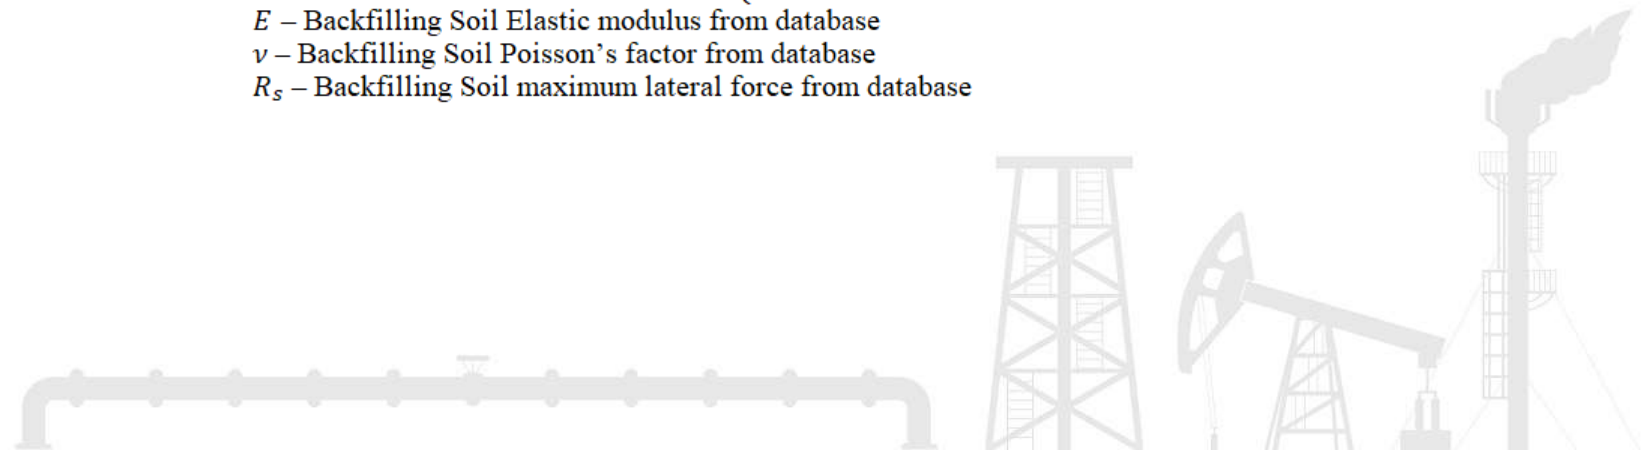 E – Backfilling Soil Elastic modulus from database
ν – Backfilling Soil Poisson’s factor from database
Rₛ – Backfilling Soil maximum lateral force from database